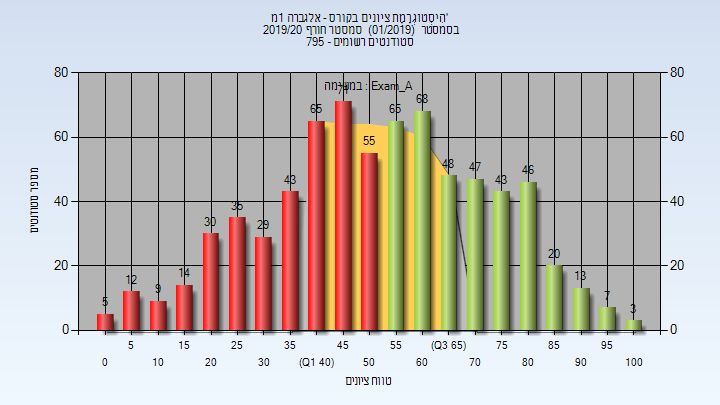 היסטוגרמת ציונים בקורס - אלגברה 1מ'
בסמסטר (01/2019) סמסטר חורף 2019/20
סטודנטים רשומים - 795
במשימה : Exam_A
מספר סטודנטים
80 80
60 60
40 40
20 20
0 0
5 12 9 14 30 35 29 43 65 71 55 65 68 48 47 43 46 20 13 7 3
5 15 25 35 45 55 (Q3 65) 75 85 95
0 10 20 30 (Q1 40) 50 60 70 80 90 100
טווח ציונים